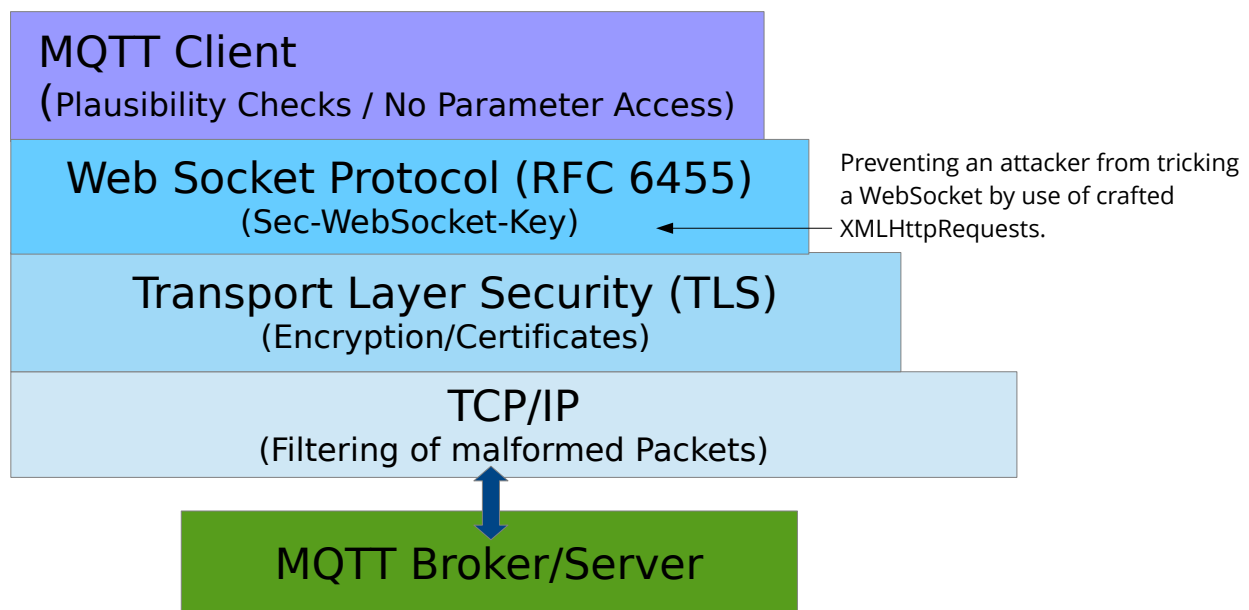 MQTT Client
(Plausibility Checks / No Parameter Access)
Web Socket Protocol (RFC 6455)
(Sec-WebSocket-Key)
Preventing an attacker from tricking
a WebSocket by use of crafted
XMLHttpRequests.
Transport Layer Security (TLS)
(Encryption/Certificates)
TCP/IP
(Filtering of malformed Packets)
MQTT Broker/Server